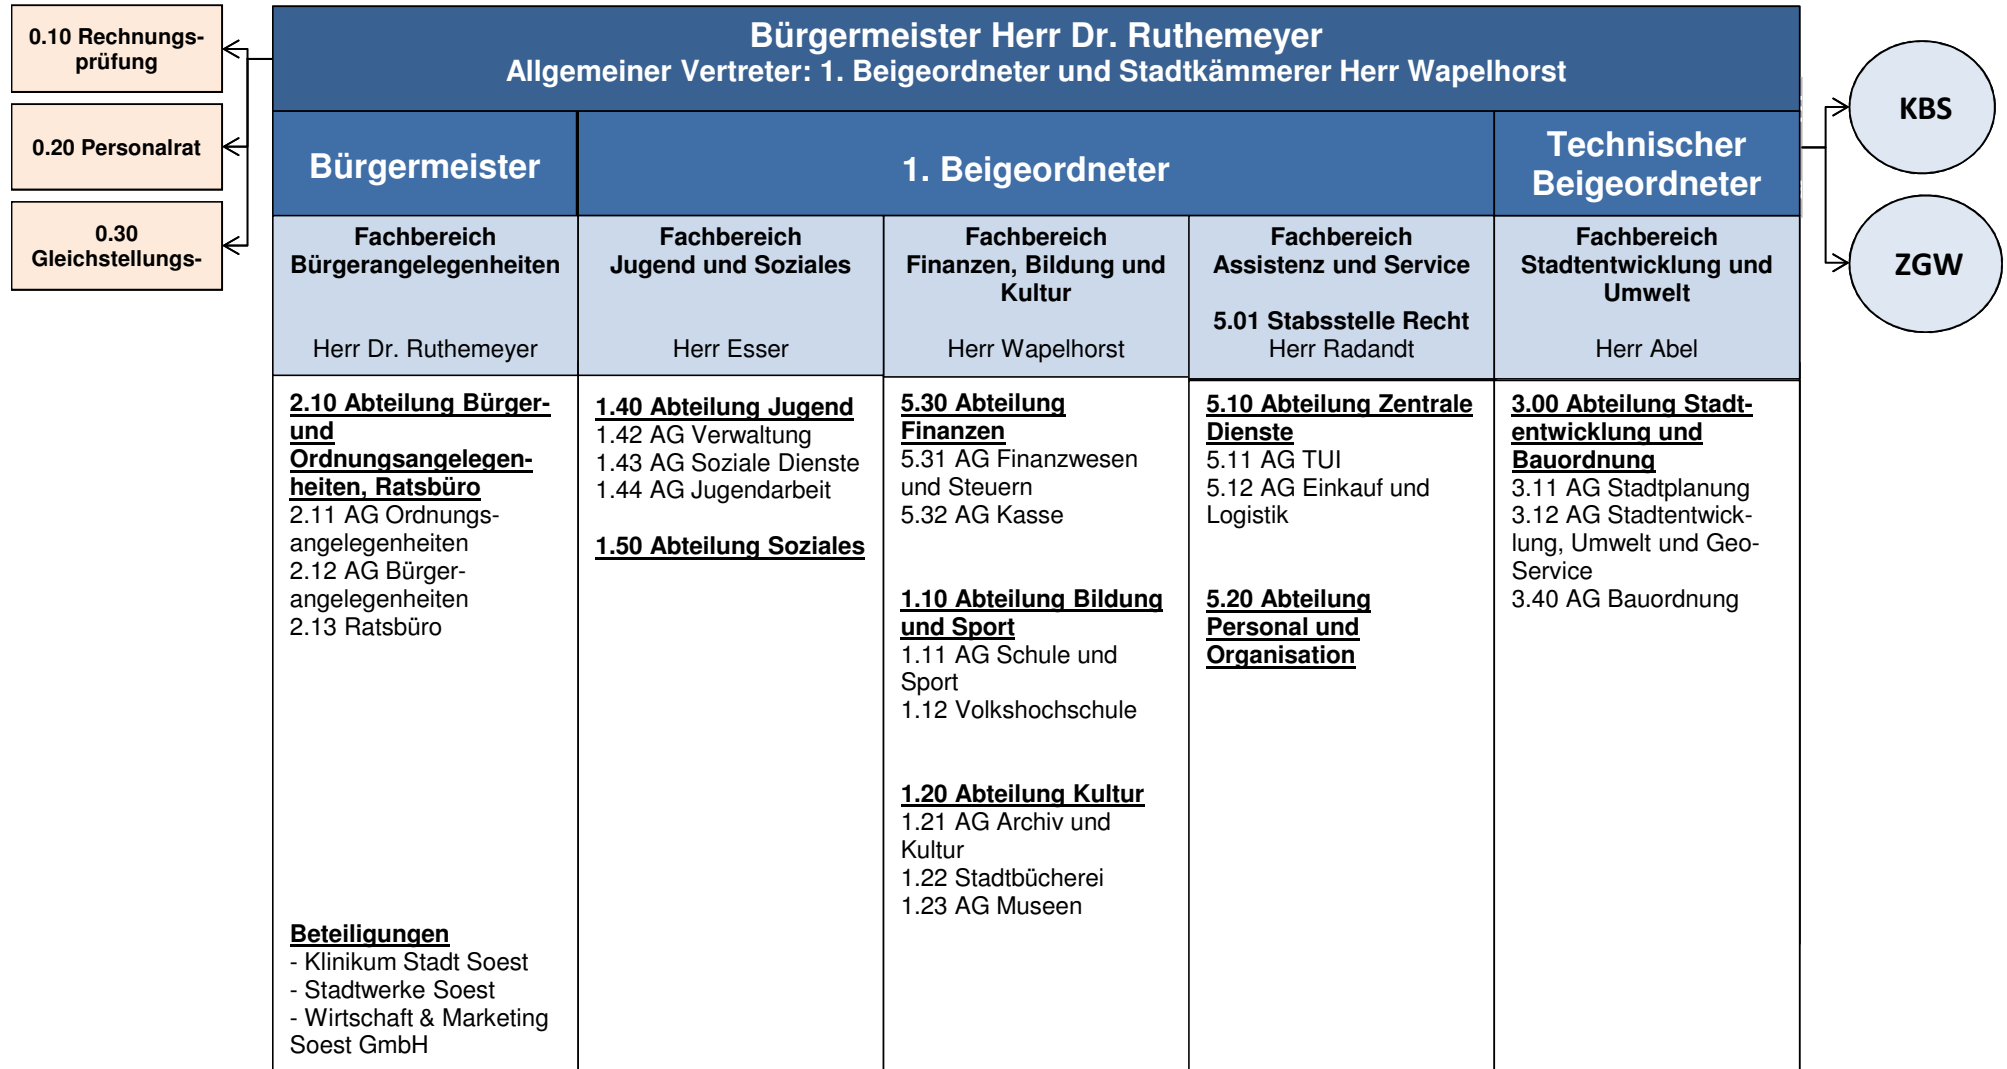 0.10 Rechnungs-
prüfung
0.20 Personalrat
0.30
Gleichstellungs-
Bürgermeister Herr Dr. Ruthemeyer
Allgemeiner Vertreter: 1. Beigeordneter und Stadtkämmerer Herr Wapelhorst
KBS
ZGW
Bürgermeister
1. Beigeordneter
Technischer
Beigeordneter
Fachbereich
Bürgerangelegenheiten
Herr Dr. Ruthemeyer
Fachbereich
Jugend und Soziales
Herr Esser
Fachbereich
Finanzen, Bildung und
Kultur
Herr Wapelhorst
Fachbereich
Assistenz und Service
5.01 Stabsstelle Recht
Herr Radandt
Fachbereich
Stadtentwicklung und
Umwelt
Herr Abel
2.10 Abteilung Bürger-
und
Ordnungsangelegen-
heiten, Ratsbüro
2.11 AG Ordnungs-
angelegenheiten
2.12 AG Bürger-
angelegenheiten
2.13 Ratsbüro
Beteiligungen
- Klinikum Stadt Soest
- Stadtwerke Soest
- Wirtschaft & Marketing
Soest GmbH
1.40 Abteilung Jugend
1.42 AG Verwaltung
1.43 AG Soziale Dienste
1.44 AG Jugendarbeit
1.50 Abteilung Soziales
5.30 Abteilung
Finanzen
5.31 AG Finanzwesen
und Steuern
5.32 AG Kasse
1.10 Abteilung Bildung
und Sport
1.11 AG Schule und
Sport
1.12 Volkshochschule
1.20 Abteilung Kultur
1.21 AG Archiv und
Kultur
1.22 Stadtbücherei
1.23 AG Museen
5.10 Abteilung Zentrale
Dienste
5.11 AG TUI
5.12 AG Einkauf und
Logistik
5.20 Abteilung
Personal und
Organisation
3.00 Abteilung Stadt-
entwicklung und
Bauordnung
3.11 AG Stadtplanung
3.12 AG Stadtentwick-
lung, Umwelt und Geo-
Service
3.40 AG Bauordnung